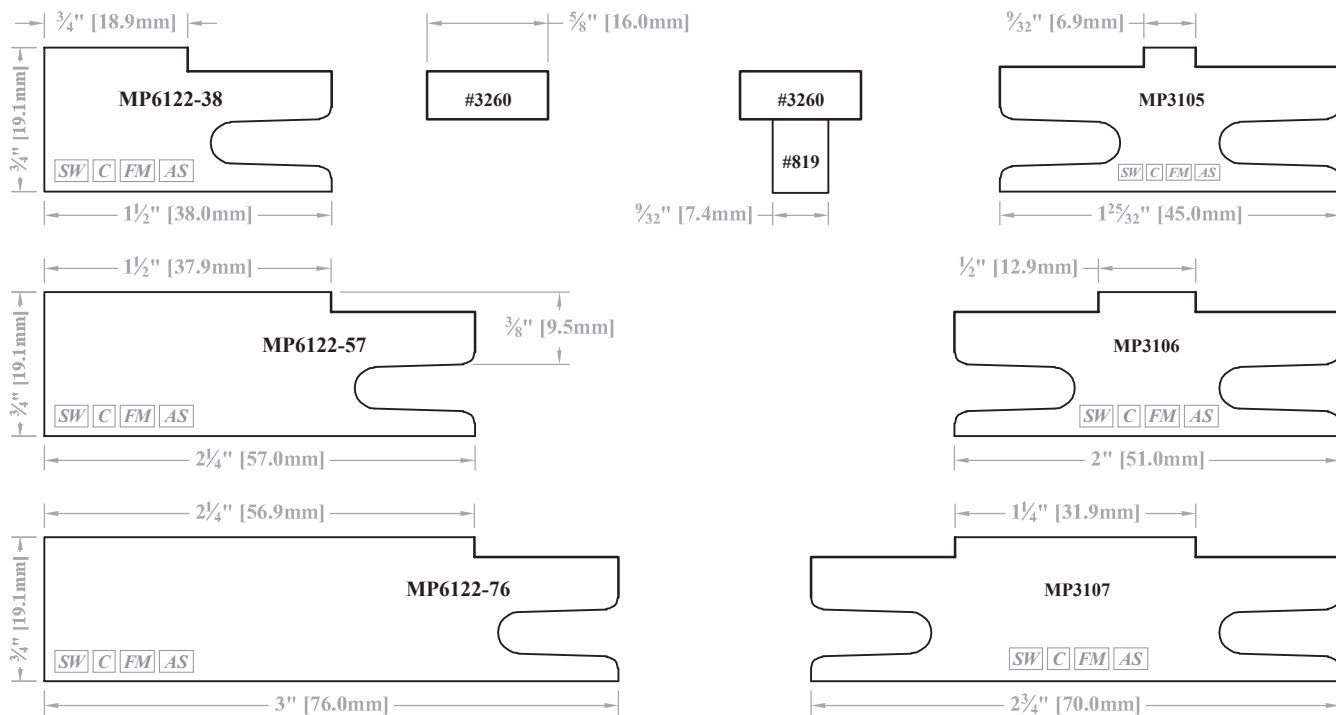 ¾" [18.9mm]
⅝" [16.0mm]
9⁄32" [6.9mm]
¾" [19.1mm]
MP6122-38
#3260
#3260
MP3105
#819
SW C FM AS
SW C FM AS
1½" [38.0mm]
9⁄32" [7.4mm]
1 25⁄32" [45.0mm]
1½" [37.9mm]
½" [12.9mm]
¾" [19.1mm]
MP6122-57
⅜" [9.5mm]
MP3106
SW C FM AS
SW C FM AS
2¼" [57.0mm]
2" [51.0mm]
2¼" [56.9mm]
1¼" [31.9mm]
¾" [19.1mm]
MP6122-76
MP3107
SW C FM AS
SW C FM AS
3" [76.0mm]
2¾" [70.0mm]